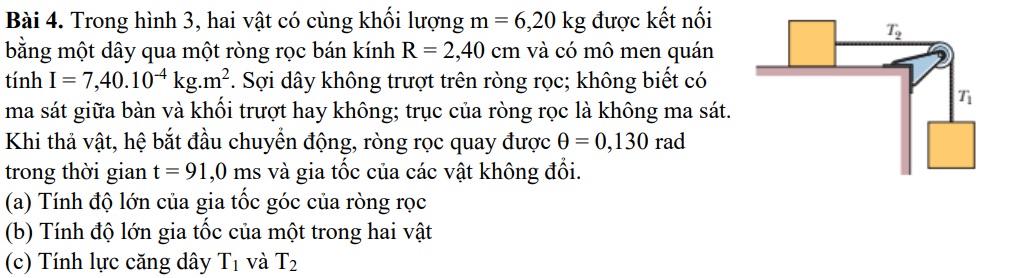 Bài 4. Trong hình 3, hai vật có cùng khối lượng m = 6,20 kg được kết nối
bằng một dây qua một ròng rọc bán kính R = 2,40 cm và có mô men quán
tính I = 7,40.10⁻⁴ kg.m². Sợi dây không trượt trên ròng rọc; không biết có
ma sát giữa bàn và khối trượt hay không; trục của ròng rọc là không ma sát.
Khi thả vật, hệ bắt đầu chuyển động, ròng rọc quay được θ = 0,130 rad
trong thời gian t = 91,0 ms và gia tốc của các vật không đổi.
(a) Tính độ lớn của gia tốc góc của ròng rọc
(b) Tính độ lớn gia tốc của một trong hai vật
(c) Tính lực căng dây T₁ và T₂
T₂
T₁